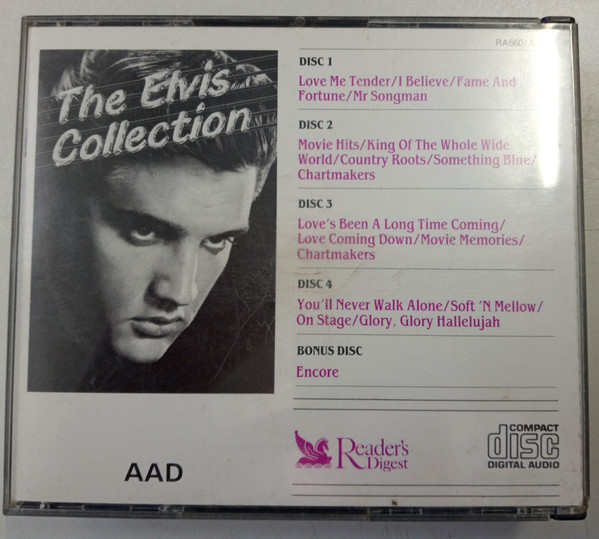 The Elvis
Collection
DISC 1
Love Me Tender/I Believe/Fame And
Fortune/Mr Songman
DISC 2
Movie Hits/King Of The Whole Wide
World/Country Roots/Something Blue/
Chartmakers
DISC 3
Love's Been A Long Time Coming/
Love Coming Down/Movie Memories/
Chartmakers
DISC 4
You'll Never Walk Alone/Soft 'N Mellow/
On Stage/Glory, Glory Hallelujah
BONUS DISC
Encore
Reader's
Digest
COMPACT
disc
DIGITAL AUDIO
AAD